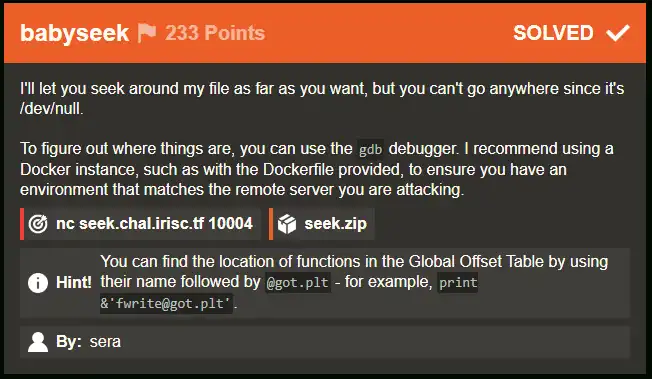 babyseek 233 Points SOLVED
I'll let you seek around my file as far as you want, but you can't go anywhere since it's
/dev/null.
To figure out where things are, you can use the gdb debugger. I recommend using a
Docker instance, such as with the Dockerfile provided, to ensure you have an
environment that matches the remote server you are attacking.
nc seek.chal.irisc.tf 10004 seek.zip
Hint! You can find the location of functions in the Global Offset Table by using
their name followed by @got.plt - for example, print
&'fwrite@got.plt'.
By: sera